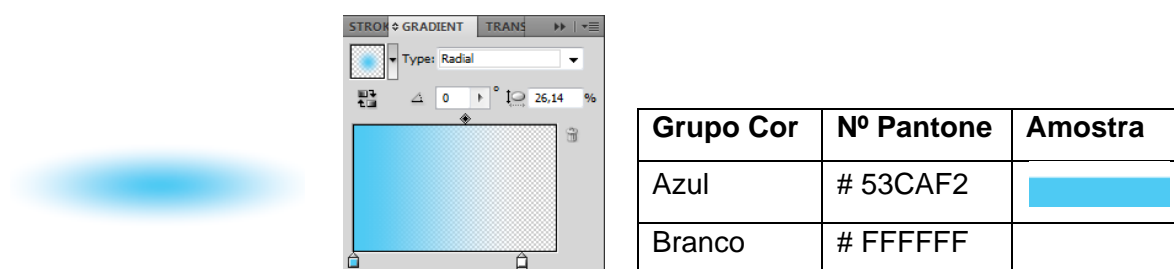 STROK GRADIENT TRANS
Type: Radial
0 ° 26,14 %
Grupo Cor Nº Pantone Amostra
Azul # 53CAF2
Branco # FFFFFF